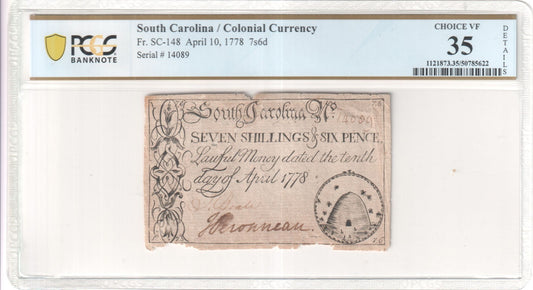 PCGS
BANKNOTE
South Carolina / Colonial Currency
Fr. SC-148 April 10, 1778 7s6d
Serial # 14089
CHOICE VF
35
DETAILS
1121873.35/50785622
South Carolina Nº. 14089
SEVEN SHILLINGS & SIX PENCE,
Lawful Money dated the tenth
day of April 1778